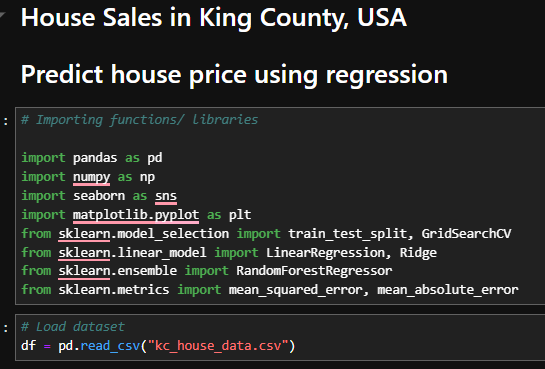 House Sales in King County, USA
Predict house price using regression
: # Importing functions/ libraries
import pandas as pd
import numpy as np
import seaborn as sns
import matplotlib.pyplot as plt
from sklearn.model_selection import train_test_split, GridSearchCV
from sklearn.linear_model import LinearRegression, Ridge
from sklearn.ensemble import RandomForestRegressor
from sklearn.metrics import mean_squared_error, mean_absolute_error
: # Load dataset
df = pd.read_csv("kc_house_data.csv")